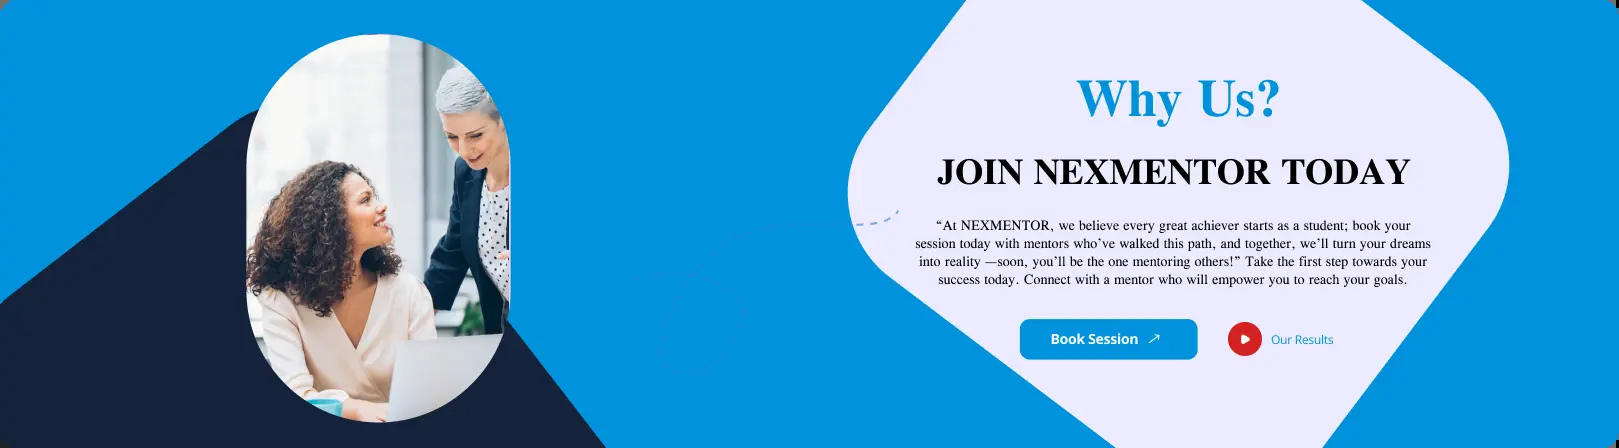 Why Us?
JOIN NEXMENTOR TODAY
“At NEXMENTOR, we believe every great achiever starts as a student; book your
session today with mentors who’ve walked this path, and together, we’ll turn your dreams
into reality —soon, you’ll be the one mentoring others!” Take the first step towards your
success today. Connect with a mentor who will empower you to reach your goals.
Book Session
Our Results